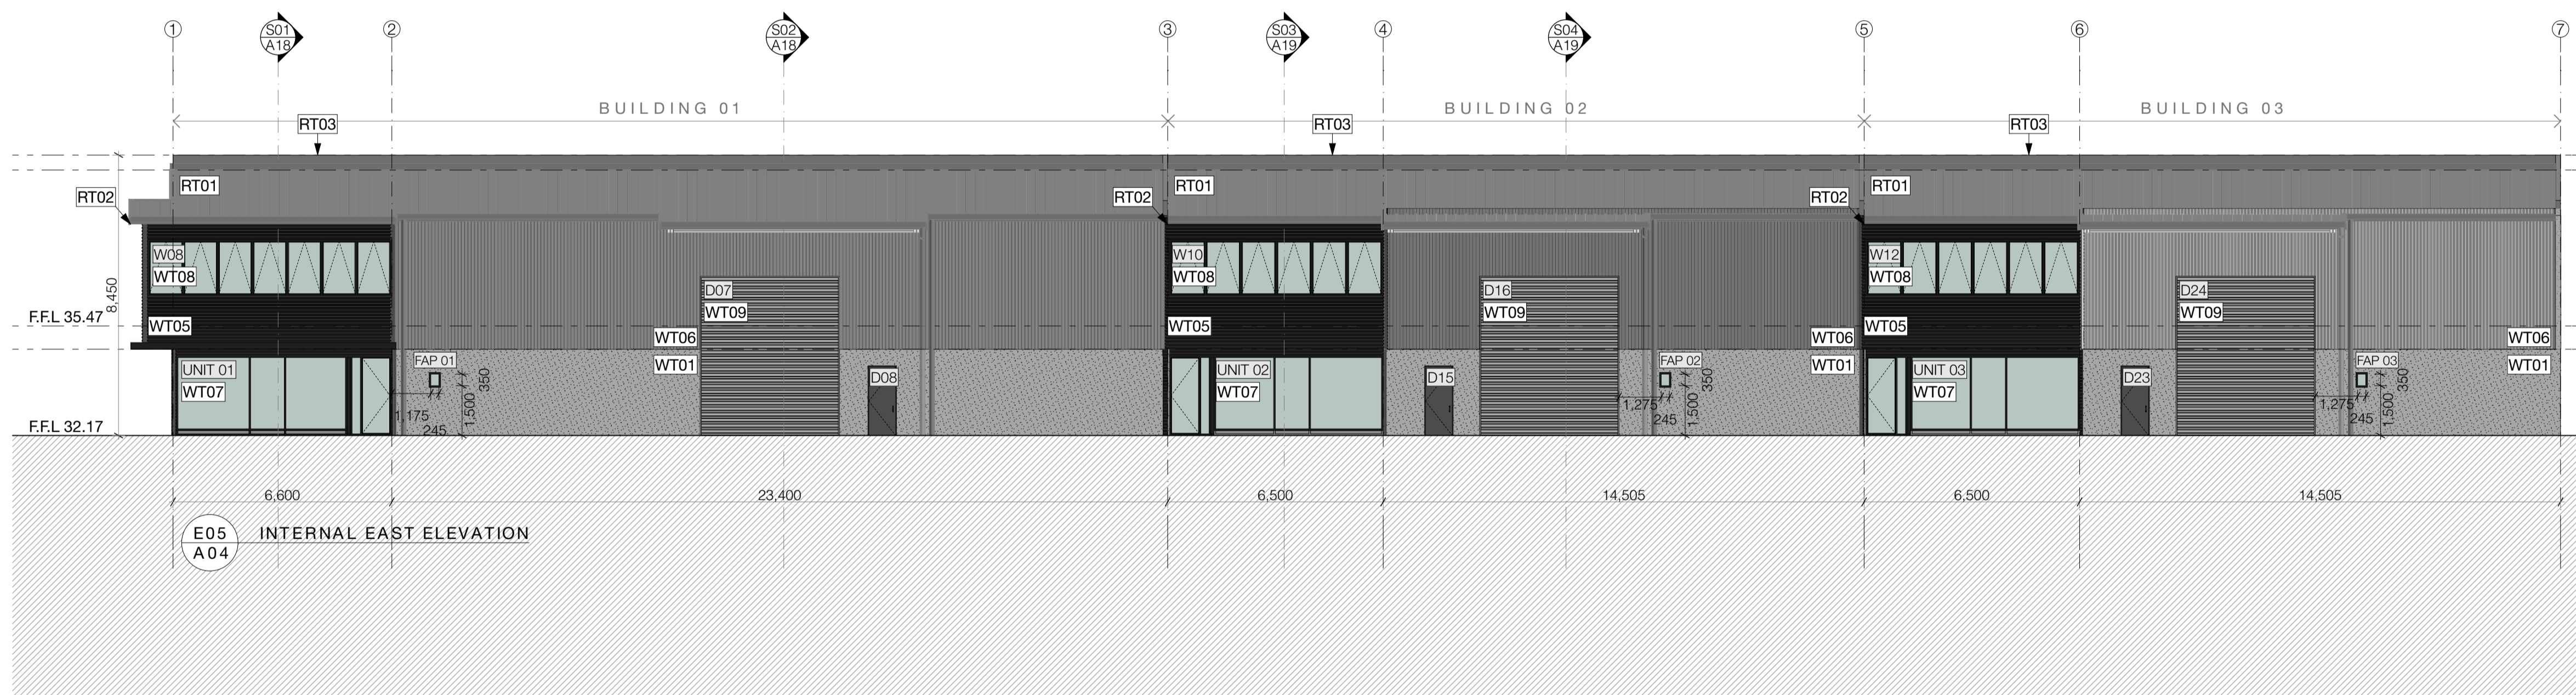 1
S01
A18
2
S02
A18
3
S03
A19
4
S04
A19
5
6
7
BUILDING 01
BUILDING 02
BUILDING 03
RT03
RT03
RT03
RT01
RT01
RT01
RT02
RT02
RT02
8,450
W08
WT08
W10
WT08
W12
WT08
D07
WT09
D16
WT09
D24
WT09
F.F.L 35.47
WT05
WT05
WT05
WT06
WT01
WT06
WT01
WT06
WT01
UNIT 01
WT07
FAP 01
350
1,500
1,175
245
D08
UNIT 02
WT07
D15
FAP 02
350
1,500
1,275
245
UNIT 03
WT07
D23
FAP 03
350
1,500
1,275
245
F.F.L 32.17
6,600
23,400
6,500
14,505
6,500
14,505
E05
A04
INTERNAL EAST ELEVATION